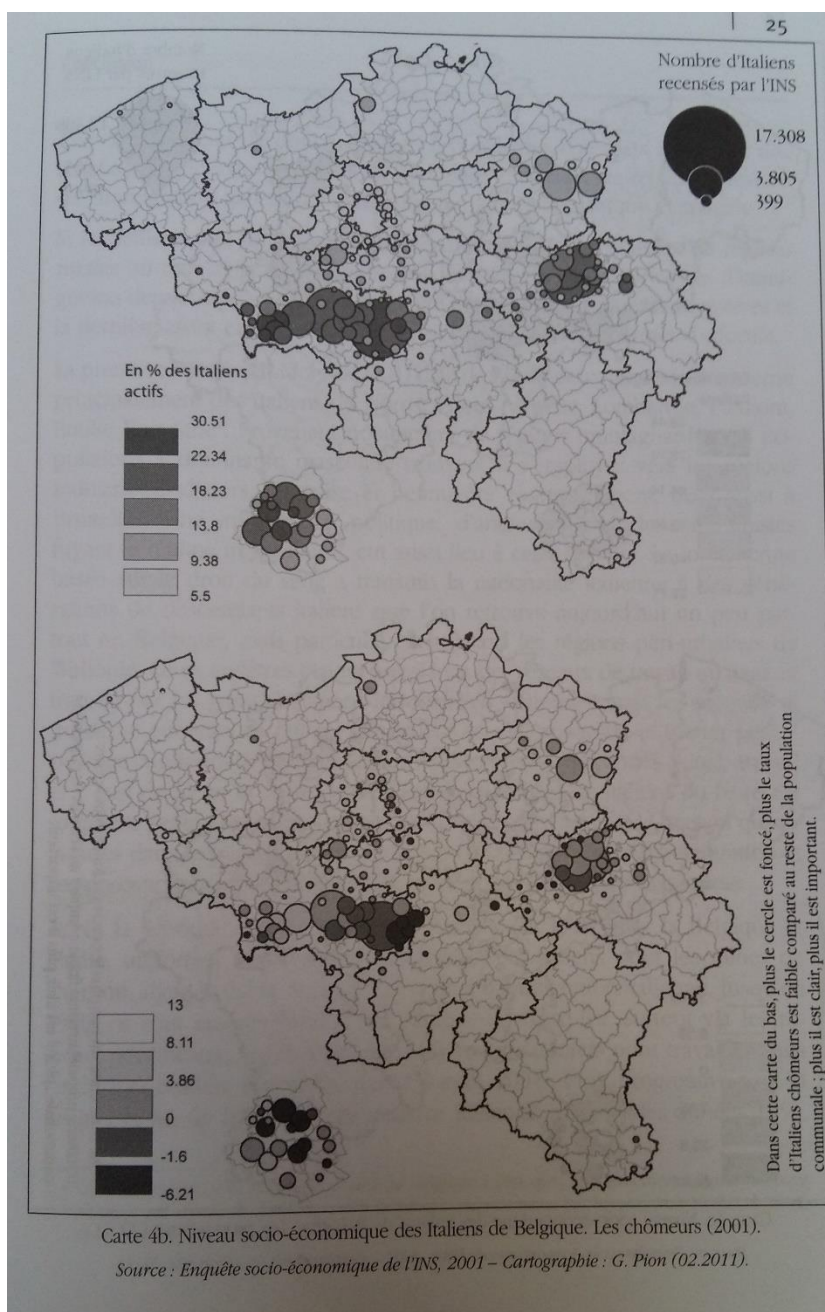 25
Nombre d'Italiens
recensés par l'INS
17.308
3.805
399
En % des Italiens
actifs
30.51
22.34
18.23
13.8
9.38
5.5
13
8.11
3.86
0
-1.6
-6.21
Dans cette carte du bas, plus le cercle est foncé, plus le taux
d'Italiens chômeurs est faible comparé au reste de la population
communale ; plus il est clair, plus il est important.
Carte 4b. Niveau socio-économique des Italiens de Belgique. Les chômeurs (2001).
Source : Enquête socio-économique de l'INS, 2001 – Cartographie : G. Pion (02.2011).